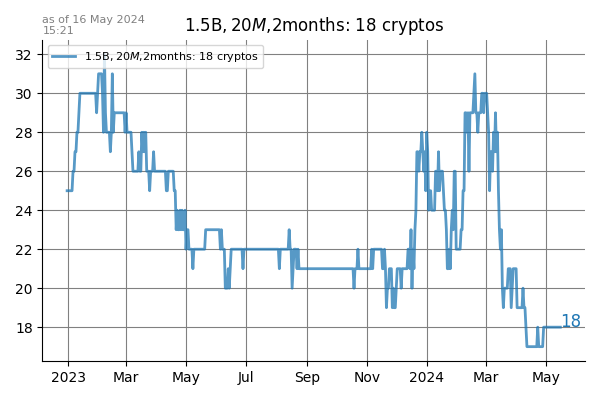 as of 16 May 2024
15:21
1.5B, 20M, 2months: 18 cryptos
1.5B, 20M, 2months: 18 cryptos
32
30
28
26
24
22
20
18
18
2023
Mar
May
Jul
Sep
Nov
2024
Mar
May